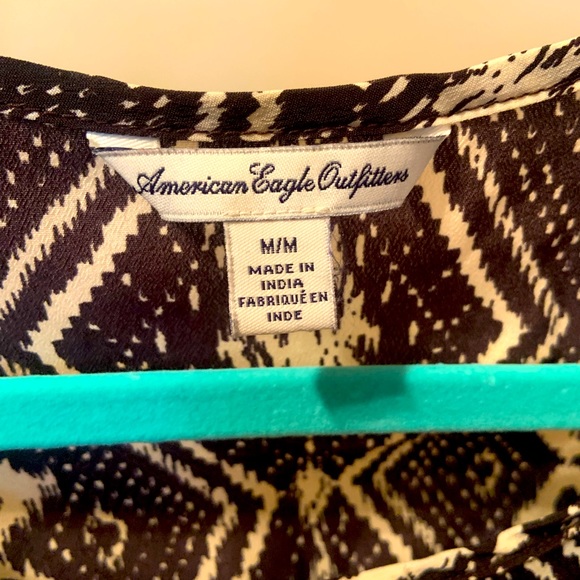 American Eagle Outfitters
M/M
MADE IN
INDIA
FABRIQUÉ EN
INDE